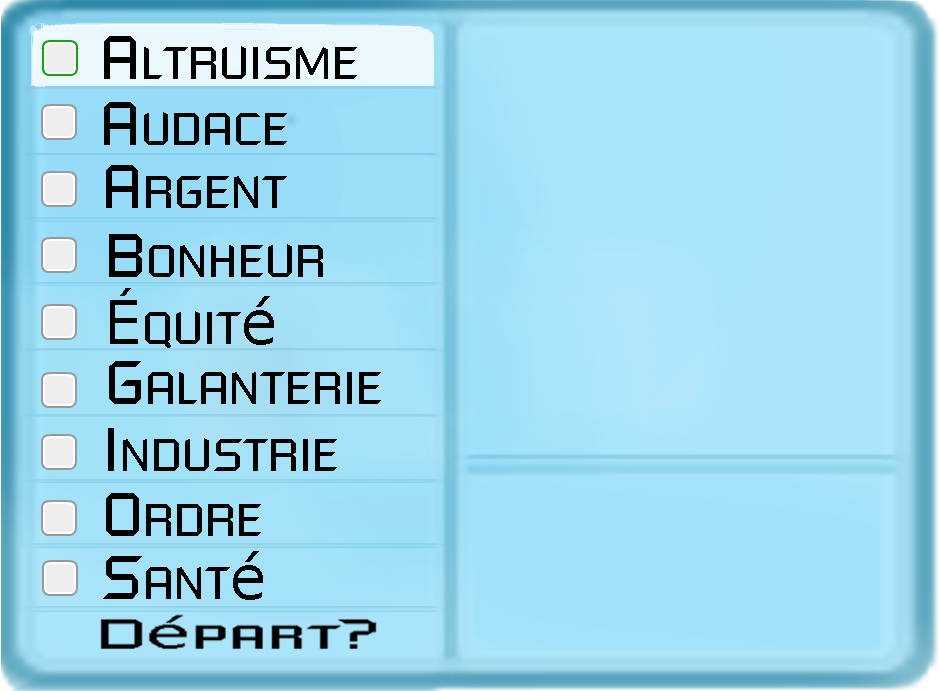 Altruisme
Audace
Argent
Bonheur
Équité
Galanterie
Industrie
Ordre
Santé
Départ?